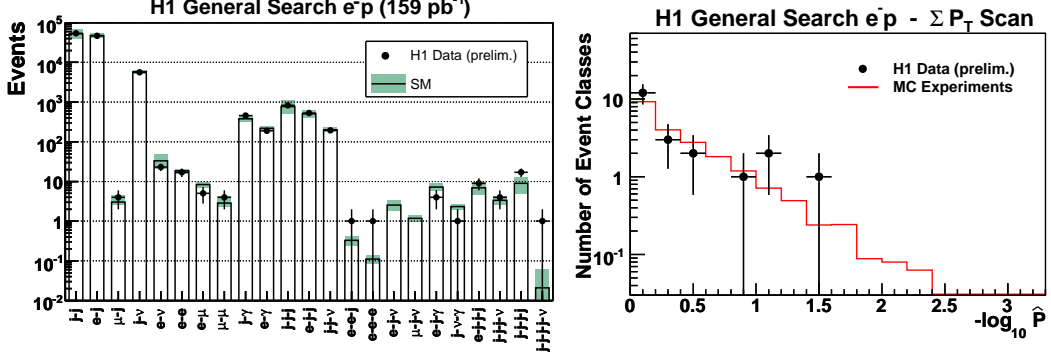 H1 General Search e⁻p (159 pb⁻¹)
Events
10⁵
10⁴
10³
10²
10
1
10⁻¹
10⁻²
H1 Data (prelim.)
SM
j-j
e-j
μ-j
j-ν
e-ν
e-e
e-μ
μ-μ
j-γ
e-γ
j-j-j
e-j-j
j-j-ν
e-e-j
e-e-e
e-j-ν
μ-j-ν
e-j-γ
j-ν-γ
e-j-j-j
j-j-j-ν
j-j-j-j
j-j-j-j-ν
H1 General Search e⁻p - Σ P_T Scan
Number of Event Classes
10
1
10⁻¹
H1 Data (prelim.)
MC Experiments
0 0.5 1 1.5 2 2.5 3
-log₁₀ P̂